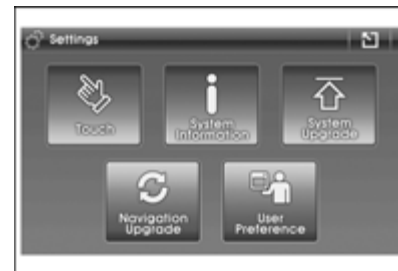 Settings
Touch
System
Information
System
Upgrade
Navigation
Upgrade
User
Preference